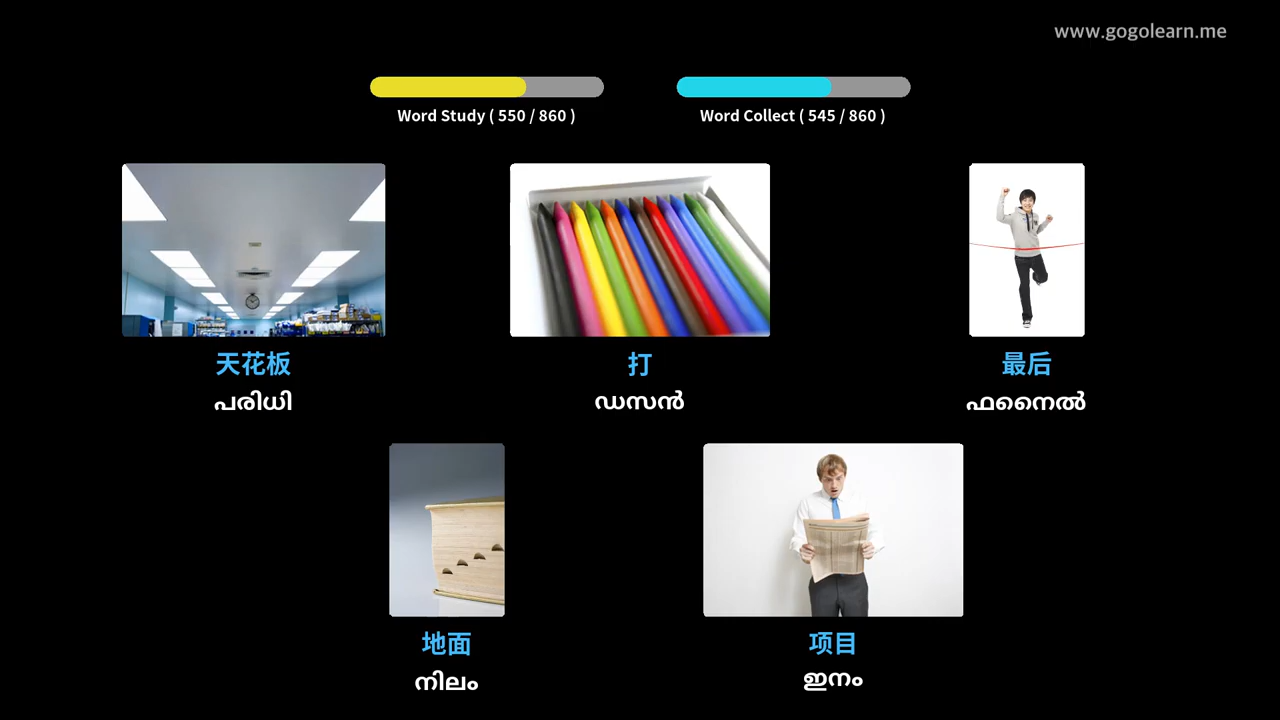 www.gogolearn.me
Word Study ( 550 / 860 )
Word Collect ( 545 / 860 )
天花板
പരിധി
打
ഡസൻ
最后
ഫനൈൽ
地面
നിലം
项目
ഇനം